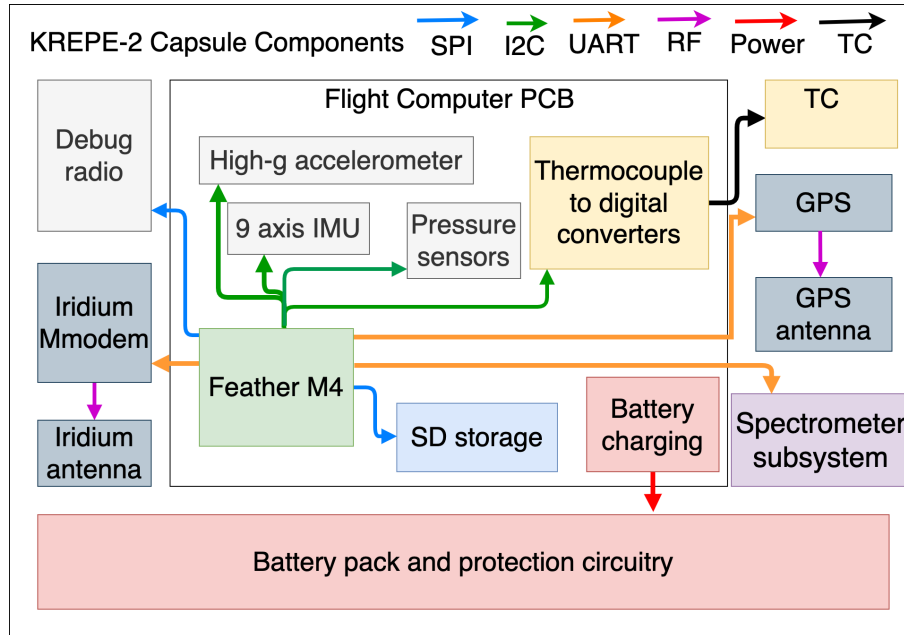 KREPE-2 Capsule Components
SPI
I2C
UART
RF
Power
TC
Flight Computer PCB
TC
Debug
radio
High-g accelerometer
Thermocouple
to digital
converters
9 axis IMU
Pressure
sensors
GPS
Iridium
Mmodem
GPS
antenna
Feather M4
Iridium
antenna
SD storage
Battery
charging
Spectrometer
subsystem
Battery pack and protection circuitry